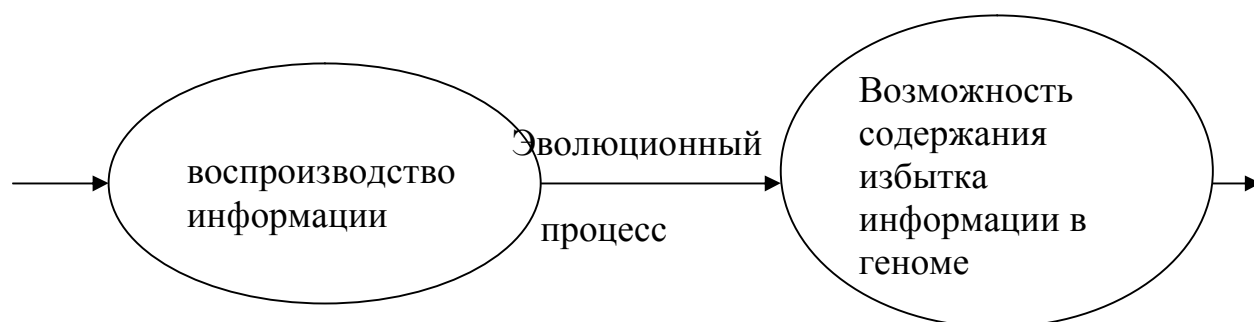 воспроизводство
информации
Эволюционный
процесс
Возможность
содержания
избытка
информации в
геноме